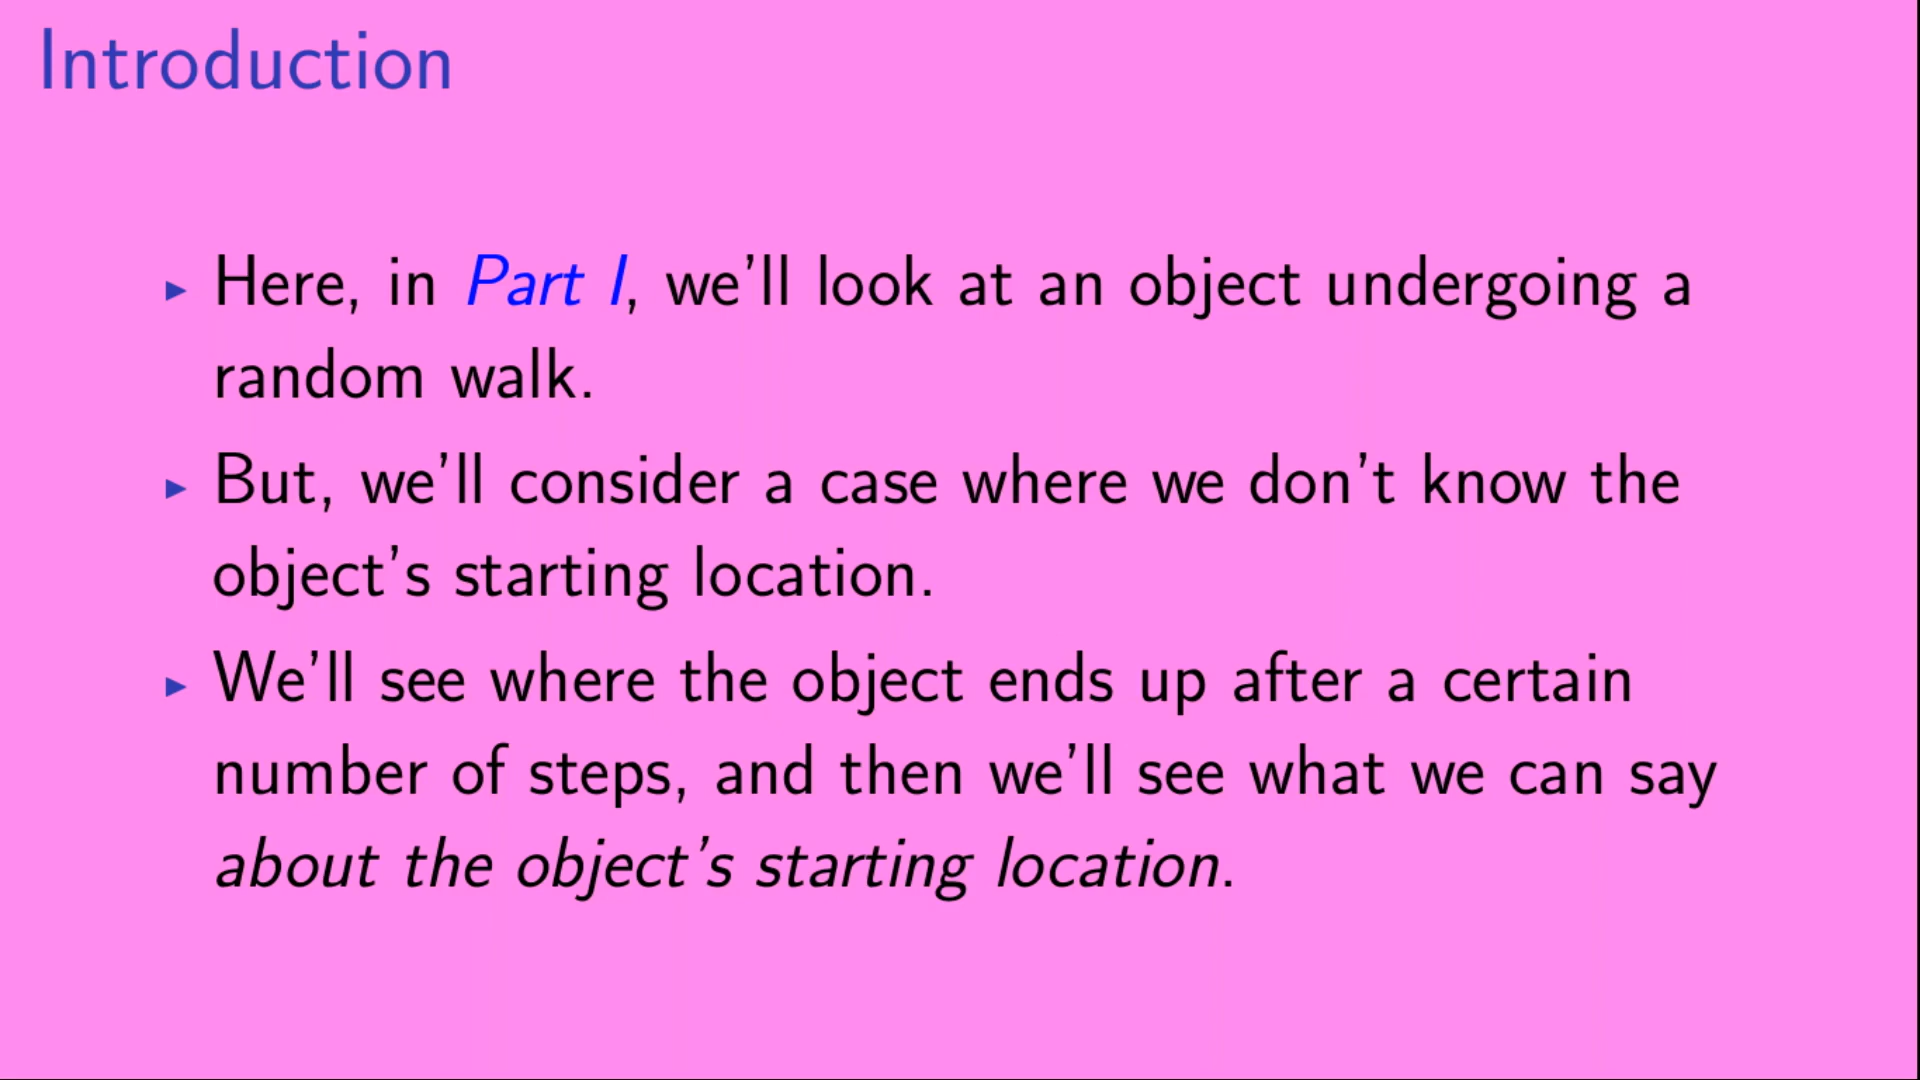 Introduction
▸ Here, in Part I, we'll look at an object undergoing a
random walk.
▸ But, we'll consider a case where we don't know the
object's starting location.
▸ We'll see where the object ends up after a certain
number of steps, and then we'll see what we can say
about the object's starting location.